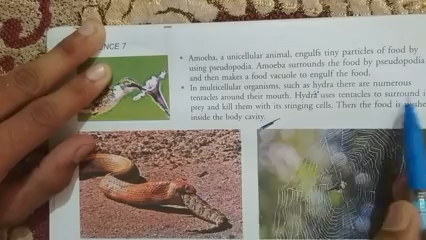 ENCE 7
• Amoeba, a unicellular animal, engulfs tiny particles of food by
using pseudopodia. Amoeba surrounds the food by pseudopodia
and then makes a food vacuole to engulf the food.
• In multicellular organisms, such as hydra there are numerous
tentacles around their mouth. Hydra uses tentacles to surround
prey and kill them with its stinging cells. Then the food is
inside the body cavity.